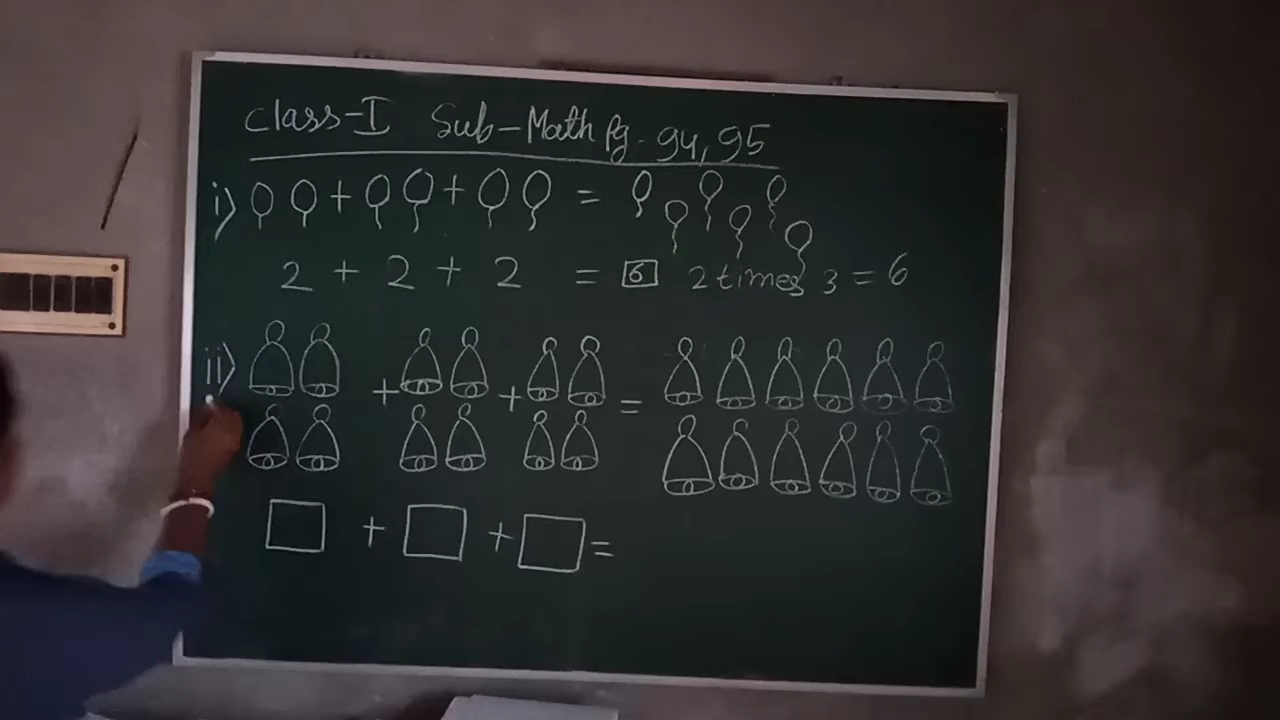 Class-I Sub-Math Pg- 94, 95
i) + + =
2 + 2 + 2 = 6 2 times 3 = 6
ii) + + =
+ + =